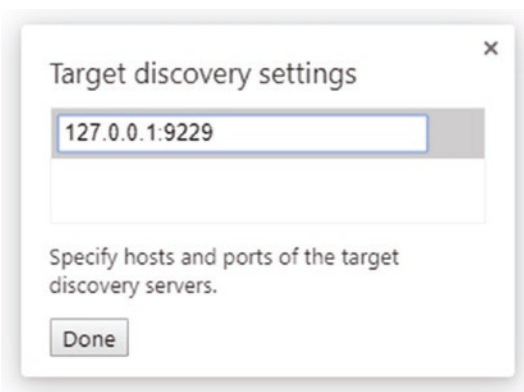 Target discovery settings
127.0.0.1:9229
Specify hosts and ports of the target
discovery servers.
Done